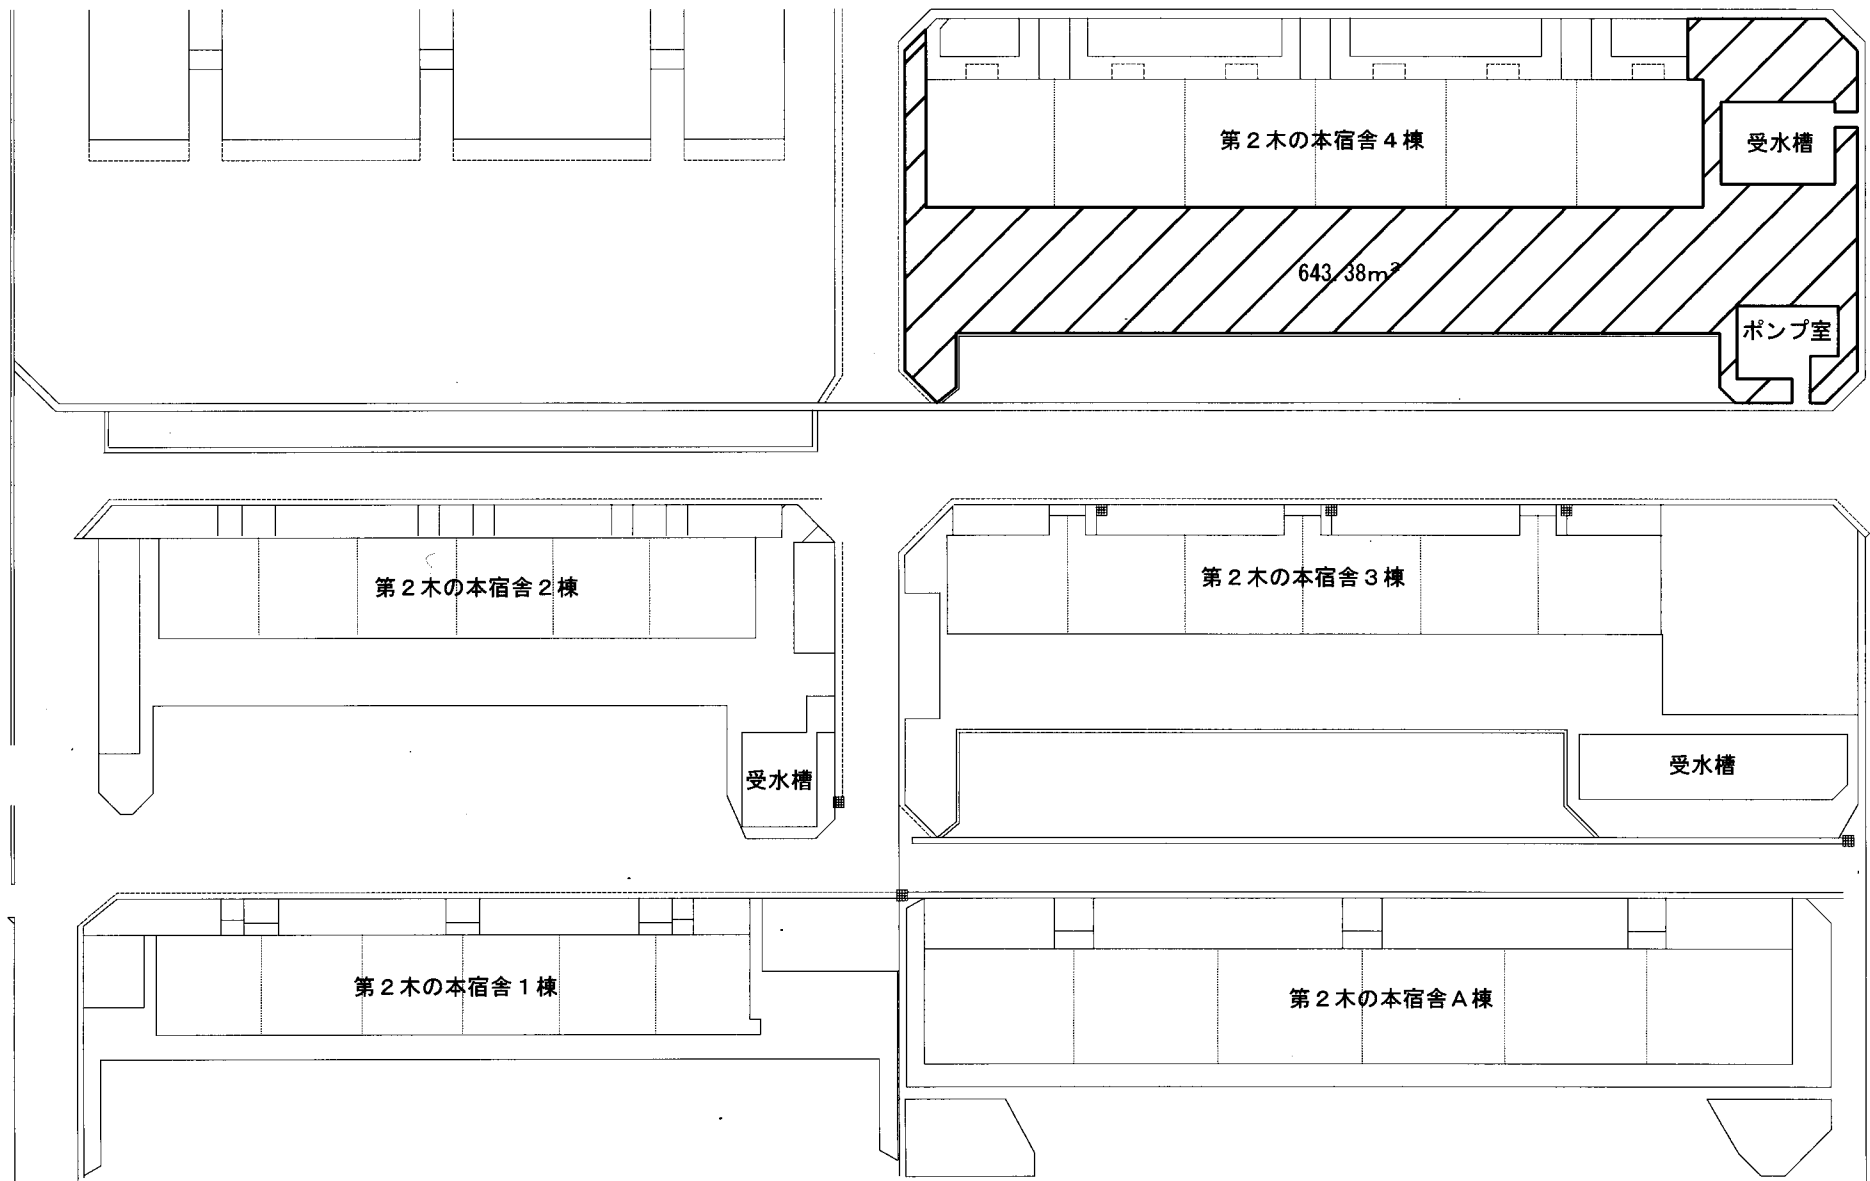 第２木の本宿舎４棟
受水槽
643.38m²
ポンプ室
第２木の本宿舎２棟
第２木の本宿舎３棟
受水槽
受水槽
第２木の本宿舎１棟
第２木の本宿舎Ａ棟